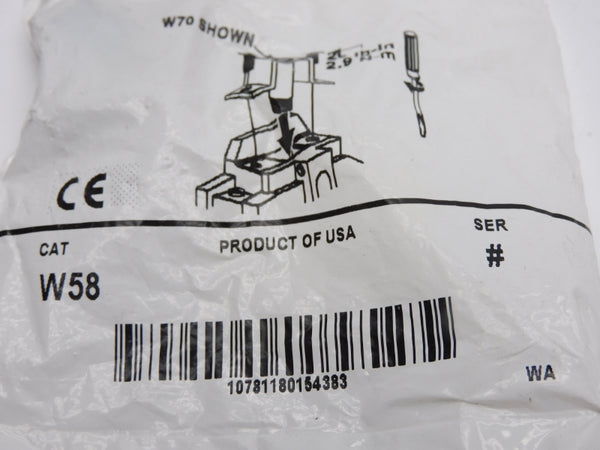 W70 SHOWN
CE
CAT
W58
PRODUCT OF USA
SER
#
10781180154383
WA